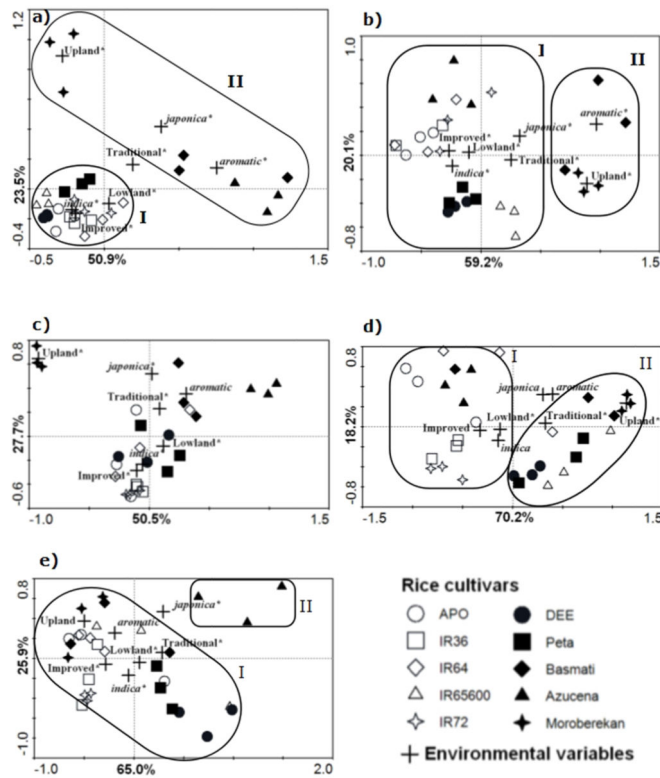 a)
1.2
Upland*
II
japonica*
Traditional*
aromatic*
23.5%
Lowland*
indica*
I
Improved*
-0.4
-0.5
50.9%
1.5
b)
1.0
I
II
aromatic*
japonica*
Improved*
Lowland*
20.1%
Traditional*
indica*
Upland*
-0.8
-1.0
59.2%
1.5
c)
0.8
Upland*
japonica*
aromatic
Traditional*
27.7%
Lowland*
Improved*
-0.6
-1.0
50.5%
1.5
d)
0.8
I
II
japonica*
aromatic
Traditional*
Lowland*
Upland*
18.2%
Improved
indica
-0.8
-1.5
70.2%
1.5
e)
0.8
japonica*
II
Upland
aromatic
Traditional*
Lowland*
25.9%
Improved*
I
indica*
-1.0
-1.0
65.0%
2.0
Rice cultivars
APO
DEE
IR36
Peta
IR64
Basmati
IR65600
Azucena
IR72
Moroberekan
Environmental variables